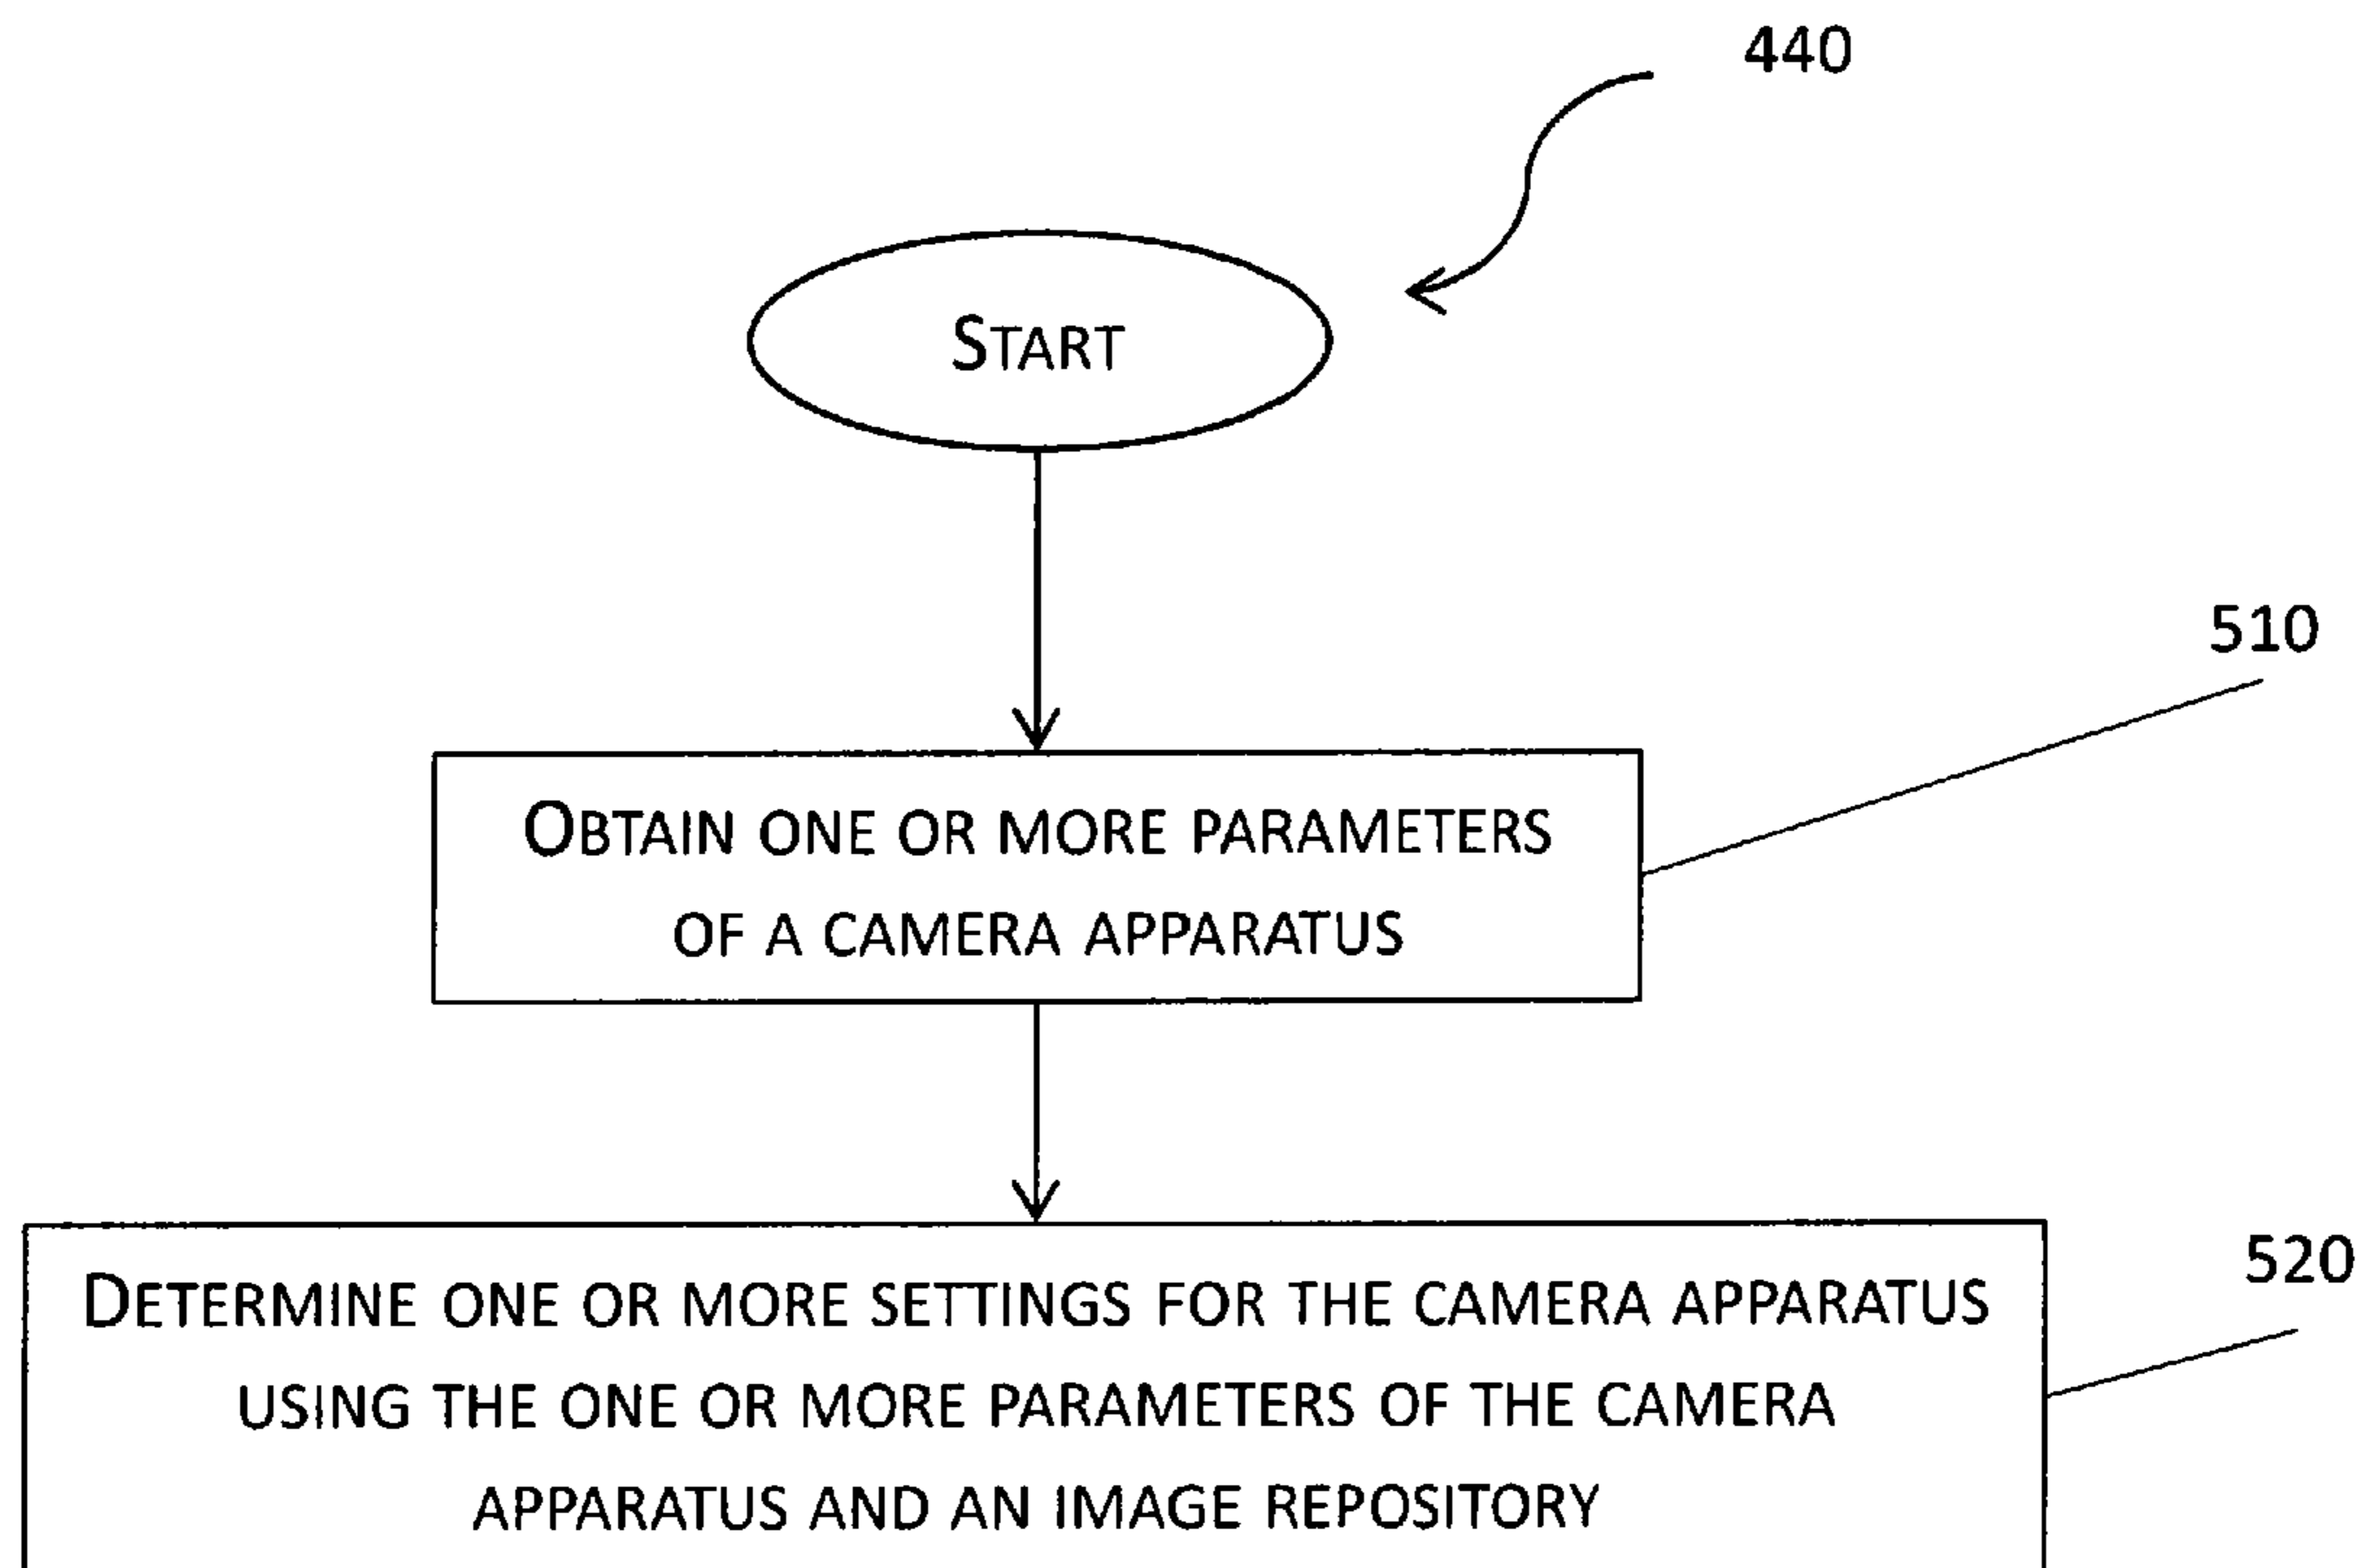 440
START
510
OBTAIN ONE OR MORE PARAMETERS
OF A CAMERA APPARATUS
520
DETERMINE ONE OR MORE SETTINGS FOR THE CAMERA APPARATUS
USING THE ONE OR MORE PARAMETERS OF THE CAMERA
APPARATUS AND AN IMAGE REPOSITORY